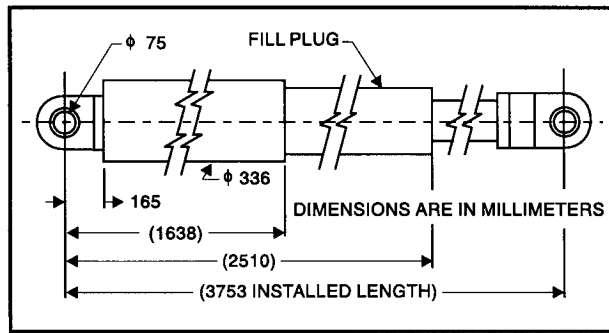 ϕ 75
FILL PLUG
ϕ 336
165
DIMENSIONS ARE IN MILLIMETERS
(1638)
(2510)
(3753 INSTALLED LENGTH)